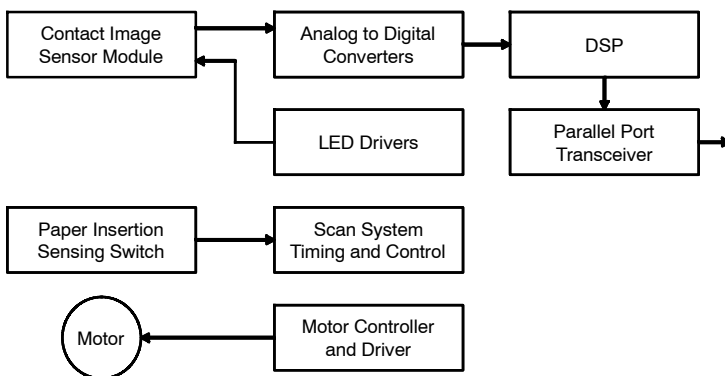 Contact Image
Sensor Module
Analog to Digital
Converters
DSP
LED Drivers
Parallel Port
Transceiver
Paper Insertion
Sensing Switch
Scan System
Timing and Control
Motor
Motor Controller
and Driver